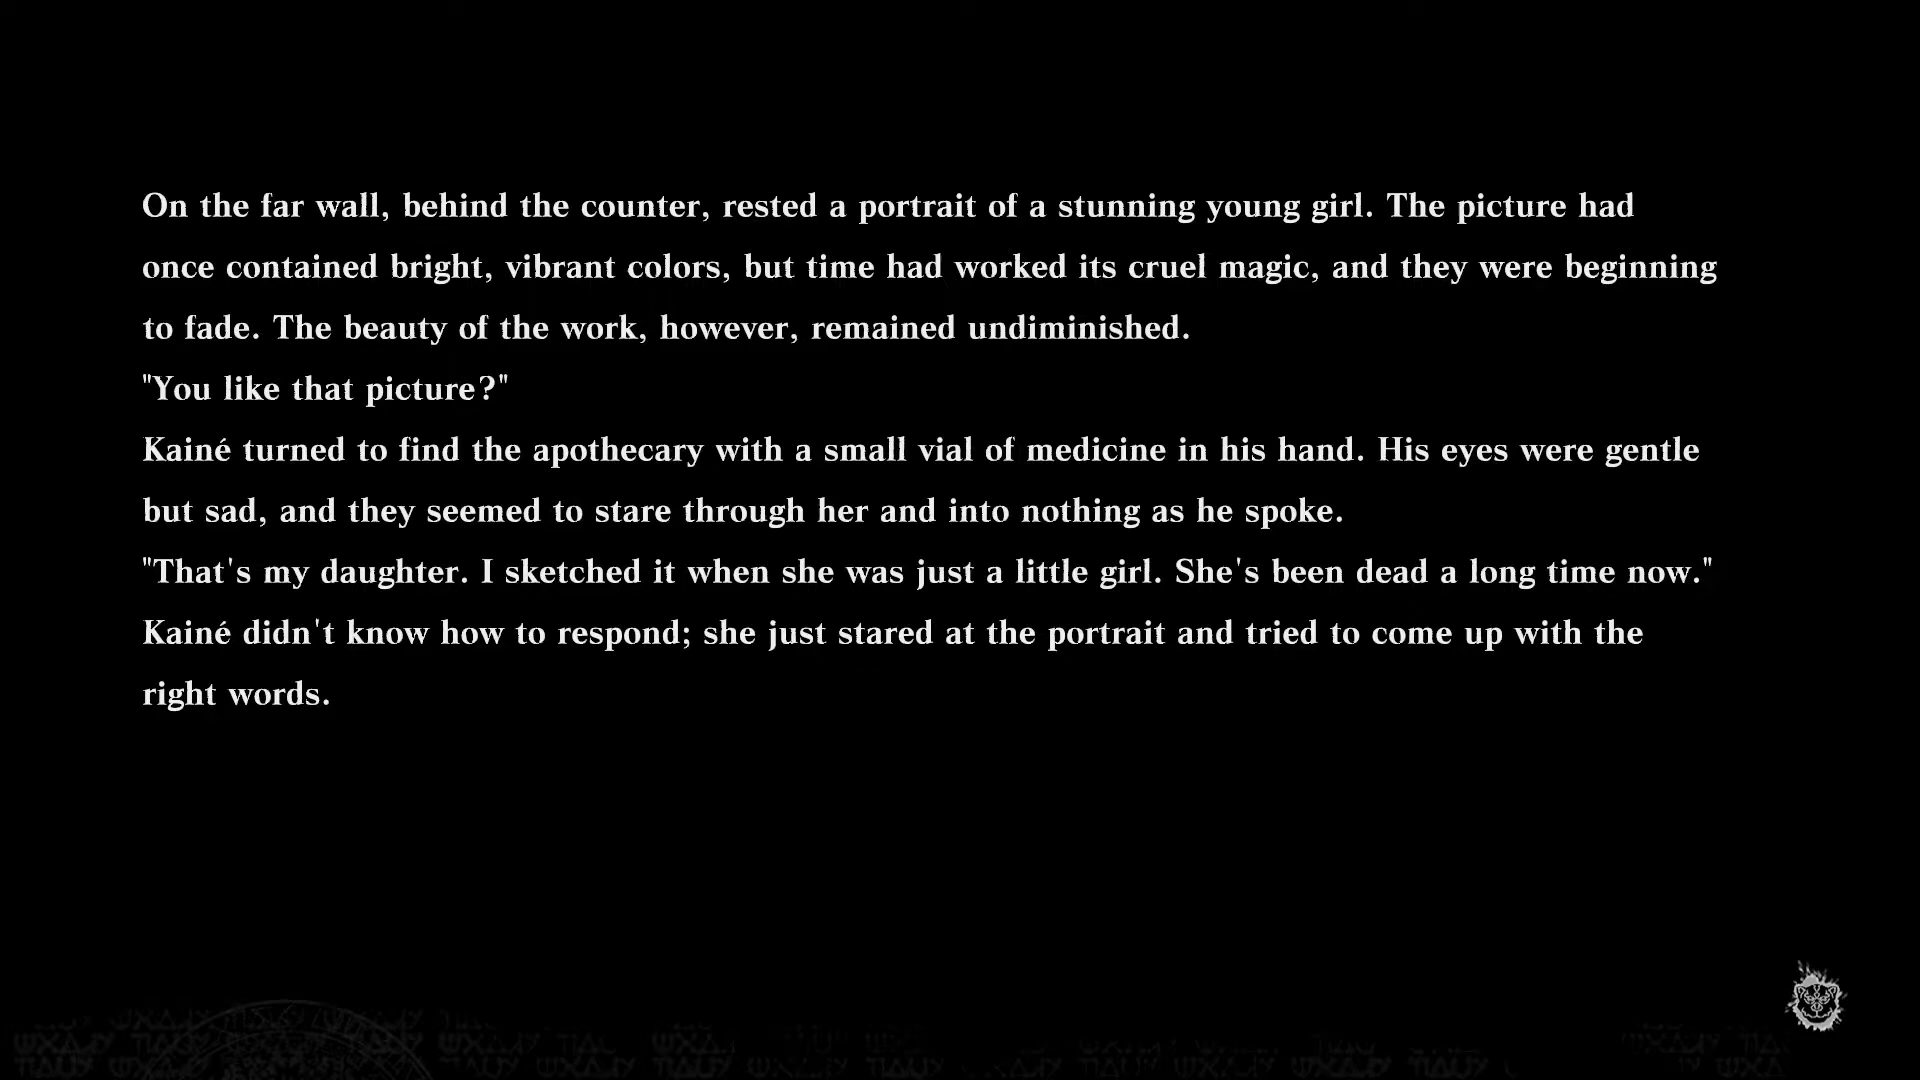 On the far wall, behind the counter, rested a portrait of a stunning young girl. The picture had
once contained bright, vibrant colors, but time had worked its cruel magic, and they were beginning
to fade. The beauty of the work, however, remained undiminished.
"You like that picture?"
Kainé turned to find the apothecary with a small vial of medicine in his hand. His eyes were gentle
but sad, and they seemed to stare through her and into nothing as he spoke.
"That's my daughter. I sketched it when she was just a little girl. She's been dead a long time now."
Kainé didn't know how to respond; she just stared at the portrait and tried to come up with the
right words.